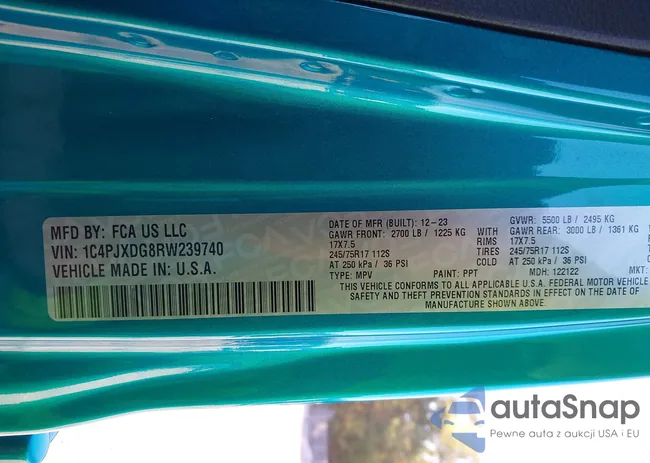 MFD BY: FCA US LLC
VIN: 1C4PJXDG8RW239740
VEHICLE MADE IN U.S.A.
DATE OF MFR (BUILT): 12-23
GVWR: 5500 LB / 2495 KG
GAWR FRONT: 2700 LB / 1225 KG WITH GAWR REAR: 3000 LB / 1361 KG
17X7.5 RIMS 17X7.5
245/75R17 112S TIRES 245/75R17 112S
AT 250 kPa / 36 PSI AT 250 kPa / 36 PSI
TYPE: MPV PAINT: PPT MDH: 122122 MKT:
THIS VEHICLE CONFORMS TO ALL APPLICABLE U.S.A. FEDERAL MOTOR VEHICLE
SAFETY AND THEFT PREVENTION STANDARDS IN EFFECT ON THE DATE OF
MANUFACTURE SHOWN ABOVE.
autaSnap
Pewne auta z aukcji USA i EU